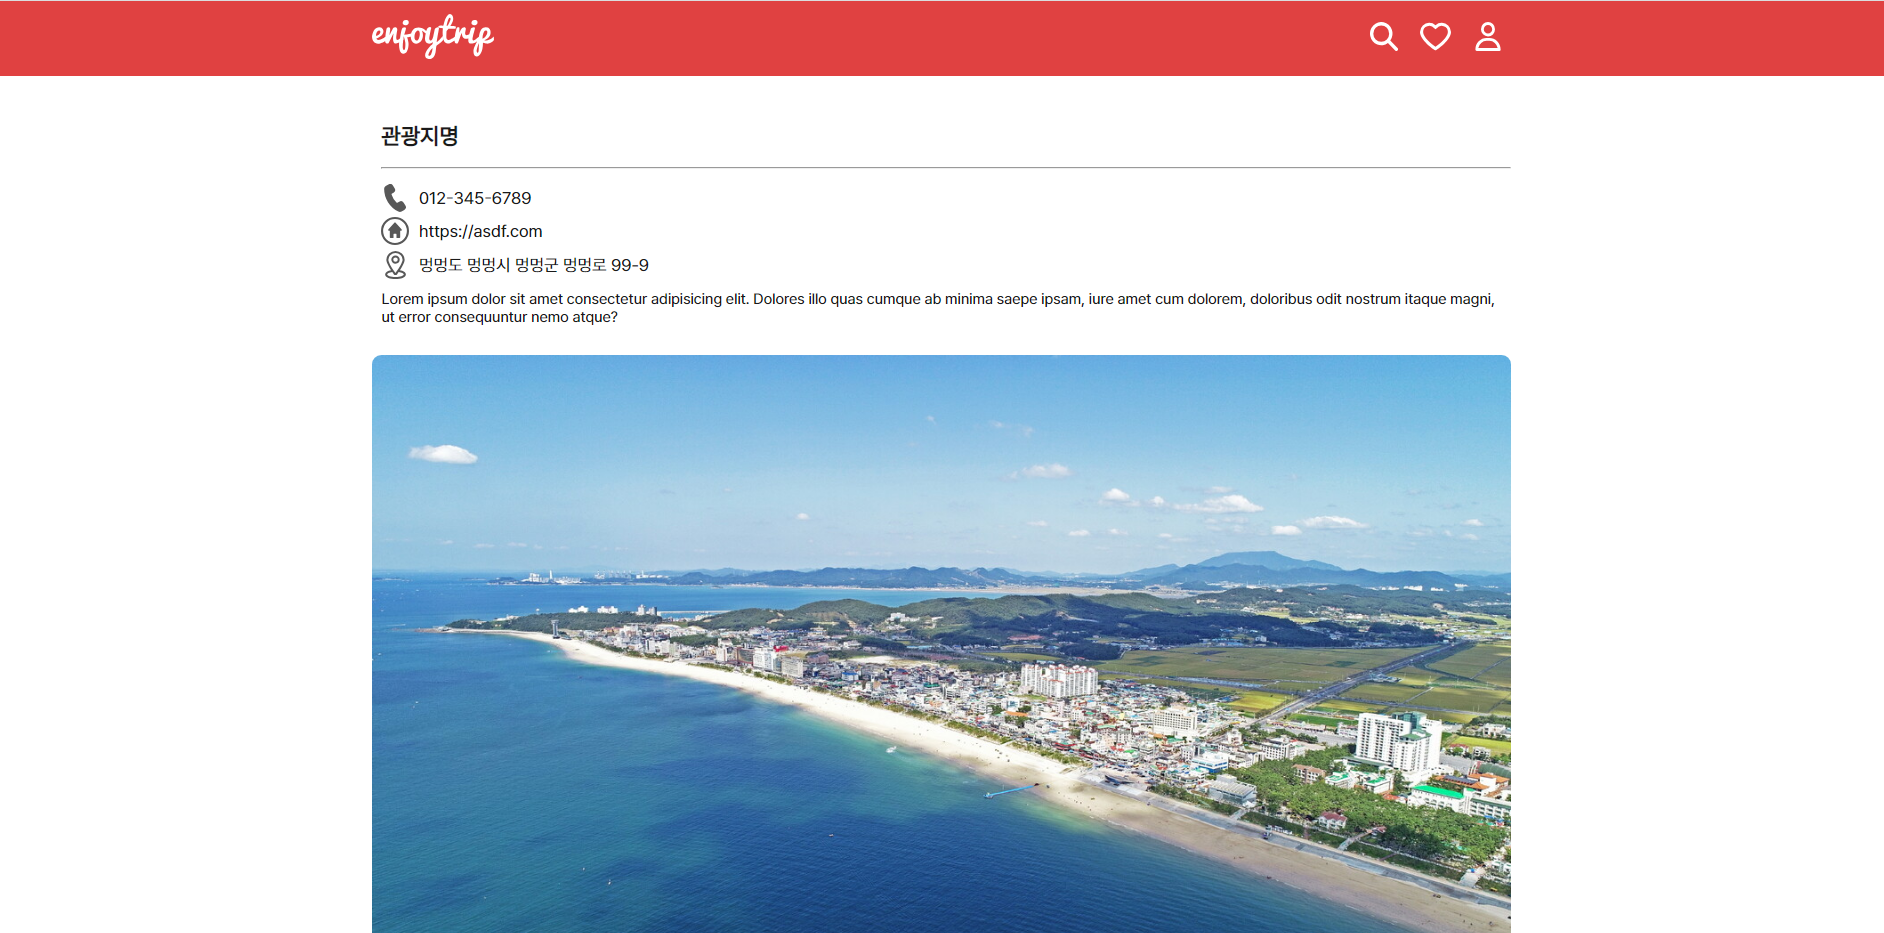 enjoytrip
관광지명
012-345-6789
https://asdf.com
멍멍도 멍멍시 멍멍군 멍멍로 99-9
Lorem ipsum dolor sit amet consectetur adipisicing elit. Dolores illo quas cumque ab minima saepe ipsam, iure amet cum dolorem, doloribus odit nostrum itaque magni,
ut error consequuntur nemo atque?